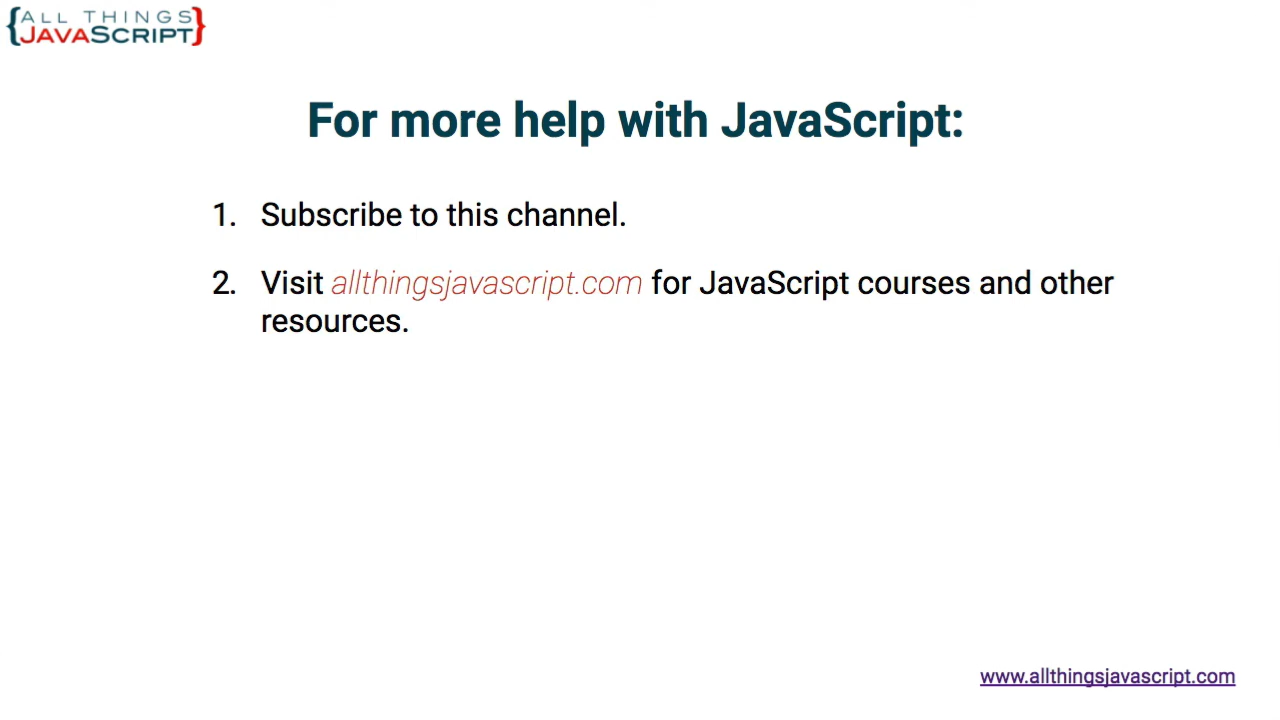 {ALL THINGS
JAVASCRIPT}
For more help with JavaScript:
1. Subscribe to this channel.
2. Visit allthingsjavascript.com for JavaScript courses and other
resources.
www.allthingsjavascript.com